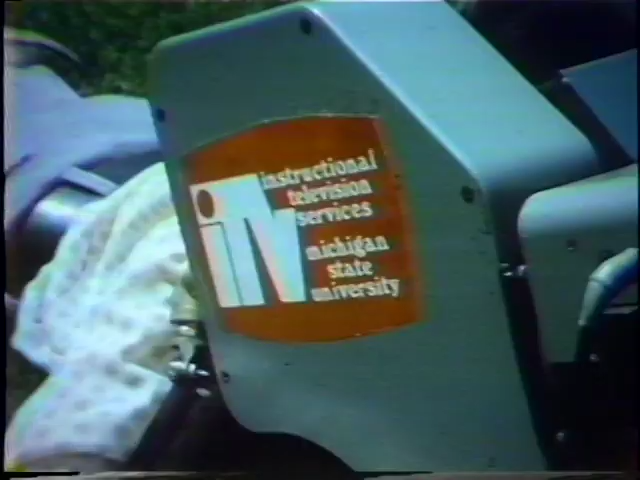 itv
instructional
television
services
michigan
state
university